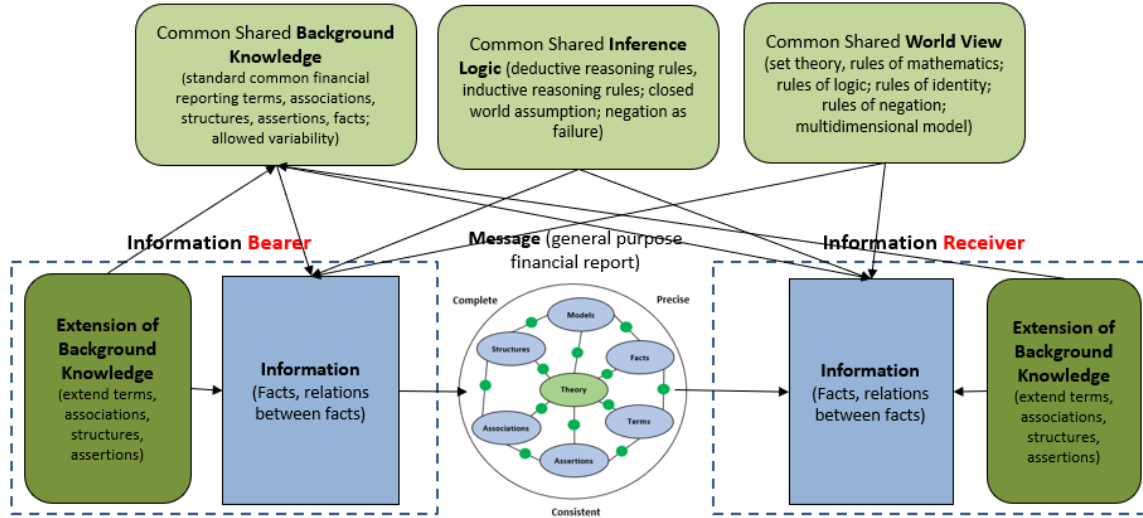 Common Shared Background
Knowledge
(standard common financial
reporting terms, associations,
structures, assertions, facts;
allowed variability)
Common Shared Inference
Logic (deductive reasoning rules,
inductive reasoning rules; closed
world assumption; negation as
failure)
Common Shared World View
(set theory, rules of mathematics;
rules of logic; rules of identity;
rules of negation;
multidimensional model)
Information Bearer
Message (general purpose
financial report)
Information Receiver
Extension of
Background
Knowledge
(extend terms,
associations,
structures,
assertions)
Information
(Facts, relations
between facts)
Complete
Precise
Models
Structures
Facts
Theory
Associations
Terms
Assertions
Consistent
Information
(Facts, relations
between facts)
Extension of
Background
Knowledge
(extend terms,
associations,
structures,
assertions)